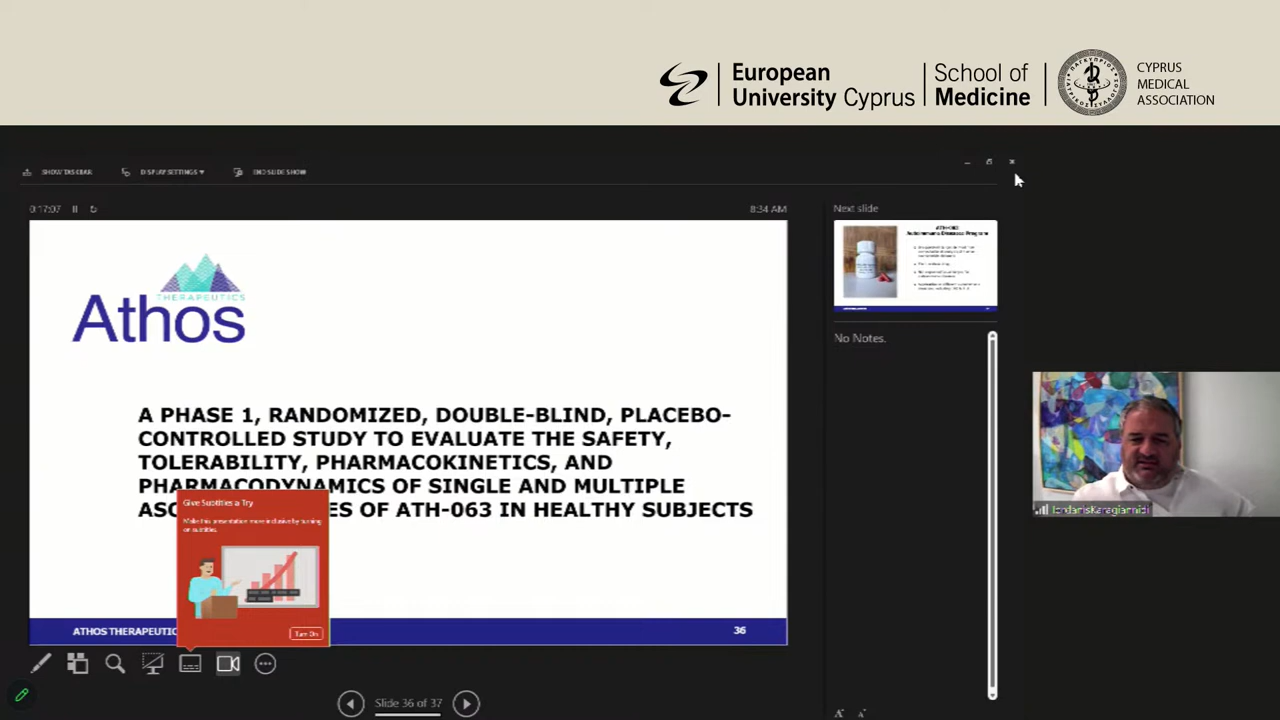 European
University Cyprus
School of
Medicine
CYPRUS
MEDICAL
ASSOCIATION
SHOW TASKBAR
DISPLAY SETTINGS
END SLIDE SHOW
0:17:07
8:34 AM
Next slide
Athos
THERAPEUTICS
A PHASE 1, RANDOMIZED, DOUBLE-BLIND, PLACEBO-
CONTROLLED STUDY TO EVALUATE THE SAFETY,
TOLERABILITY, PHARMACOKINETICS, AND
PHARMACODYNAMICS OF SINGLE AND MULTIPLE
ES OF ATH-063 IN HEALTHY SUBJECTS
Give Subtitles a Try
Make this presentation more inclusive by turning
on subtitles.
Turn On
ATHOS THERAPEUTIC
36
Autoimmune Diseases Program
No Notes.
IordanisKaragiannidi
Slide 36 of 37